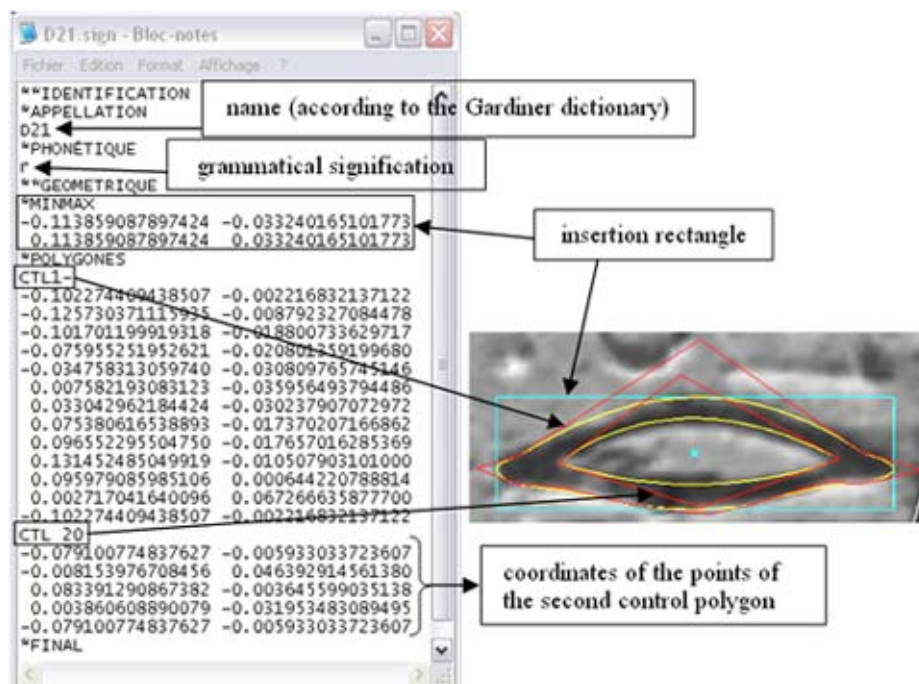 D21.sign - Bloc-notes
Fichier Edition Format Affichage ?
**IDENTIFICATION
*APPELLATION
D21
*PHONÉTIQUE
r
**GEOMETRIQUE
*MINMAX
-0.113859087897424 -0.033240165101773
0.113859087897424 0.033240165101773
*POLYGONES
CTL1-
-0.102274409438507 -0.002216832137122
-0.125730371115935 -0.008792327084478
-0.101701199919318 -0.018800733629717
-0.075955251952621 -0.020801359199680
-0.034758313059740 -0.030809765745146
0.007582193083123 -0.035956493794486
0.033042962184424 -0.030237907072972
0.075380616538893 -0.017370207166862
0.096552295504750 -0.017657016285369
0.131452485049919 -0.010507903101000
0.095979085985106 0.000644220788814
0.002717041640096 0.067266635877700
-0.102274409438507 -0.002216832137122
CTL 20
-0.079100774837627 -0.005933033723607
-0.008153976708456 0.046392914561380
0.083391290867382 -0.003645599035138
0.003860608890079 -0.031953483089495
-0.079100774837627 -0.005933033723607
*FINAL
name (according to the Gardiner dictionary)
grammatical signification
insertion rectangle
coordinates of the points of
the second control polygon